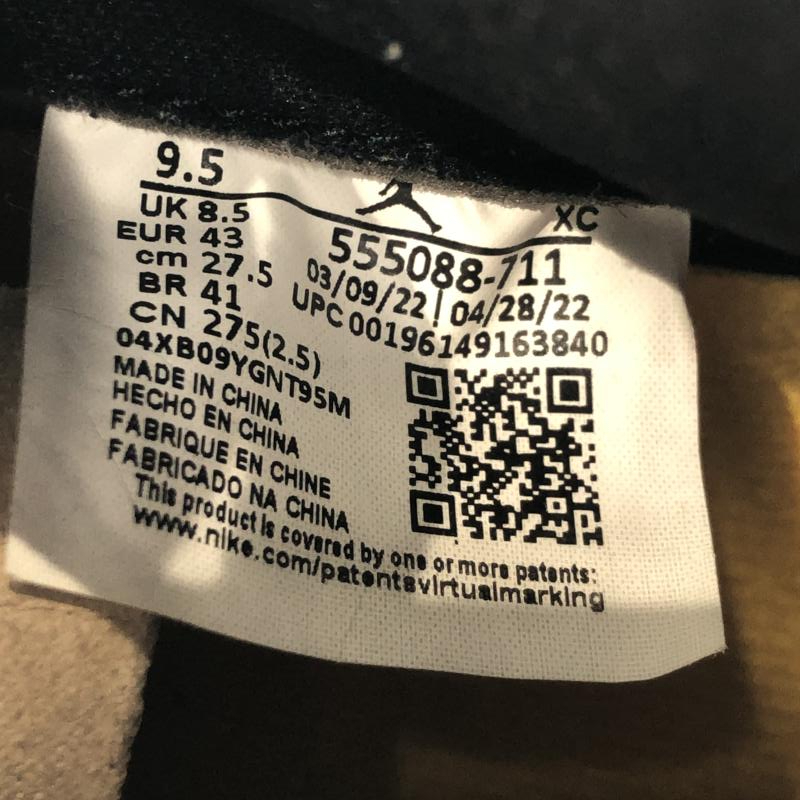 9.5
XC
UK 8.5
EUR 43
cm 27.5
BR 41
CN 275(2.5)
555088-711
03/09/22 | 04/28/22
UPC 00196149163840
04XB09YGNT95M
MADE IN CHINA
HECHO EN CHINA
FABRIQUE EN CHINE
FABRICADO NA CHINA
This product is covered by one or more patents:
www.nike.com/patentsvirtualmarking